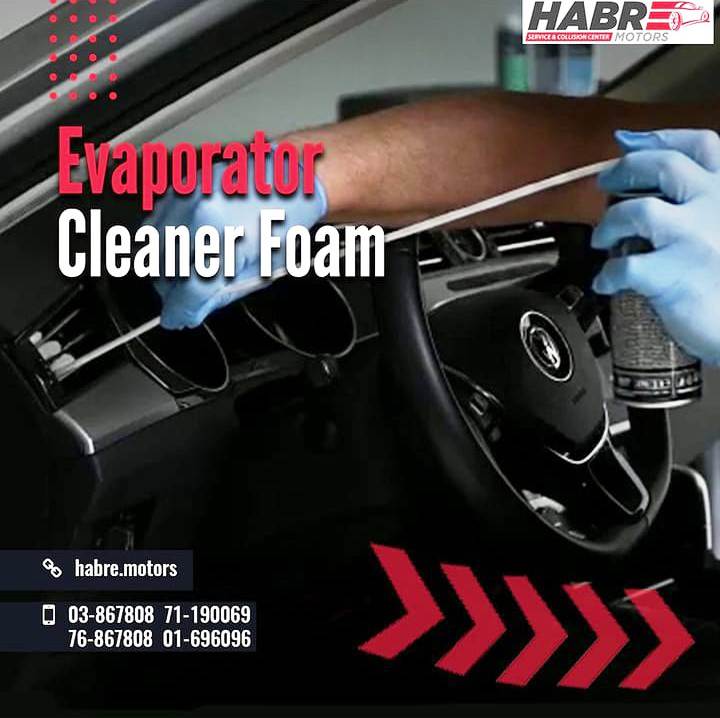 HABRE
SERVICE & COLLISION CENTER MOTORS
Evaporator
Cleaner Foam
habre.motors
03-867808 71-190069
76-867808 01-696096